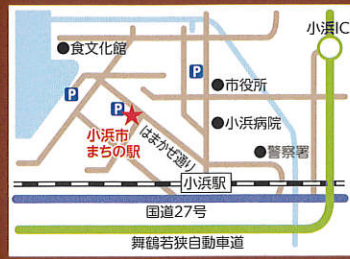 小浜IC
食文化館
P
市役所
P
P
小浜市
まちの駅
はまかぜ通り
小浜病院
警察署
小浜駅
国道27号
舞鶴若狭自動車道